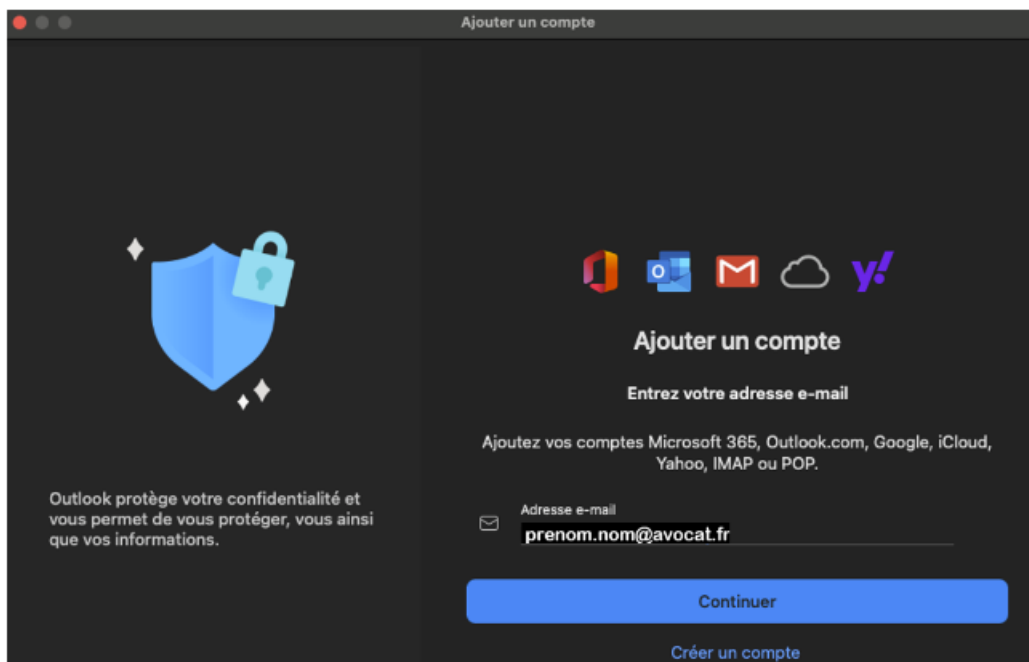 Ajouter un compte
Outlook protège votre confidentialité et
vous permet de vous protéger, vous ainsi
que vos informations.
Ajouter un compte
Entrez votre adresse e-mail
Ajoutez vos comptes Microsoft 365, Outlook.com, Google, iCloud,
Yahoo, IMAP ou POP.
Adresse e-mail
prenom.nom@avocat.fr
Continuer
Créer un compte